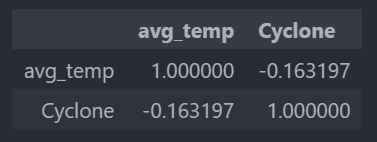 avg_temp Cyclone
avg_temp 1.000000 -0.163197
Cyclone -0.163197 1.000000